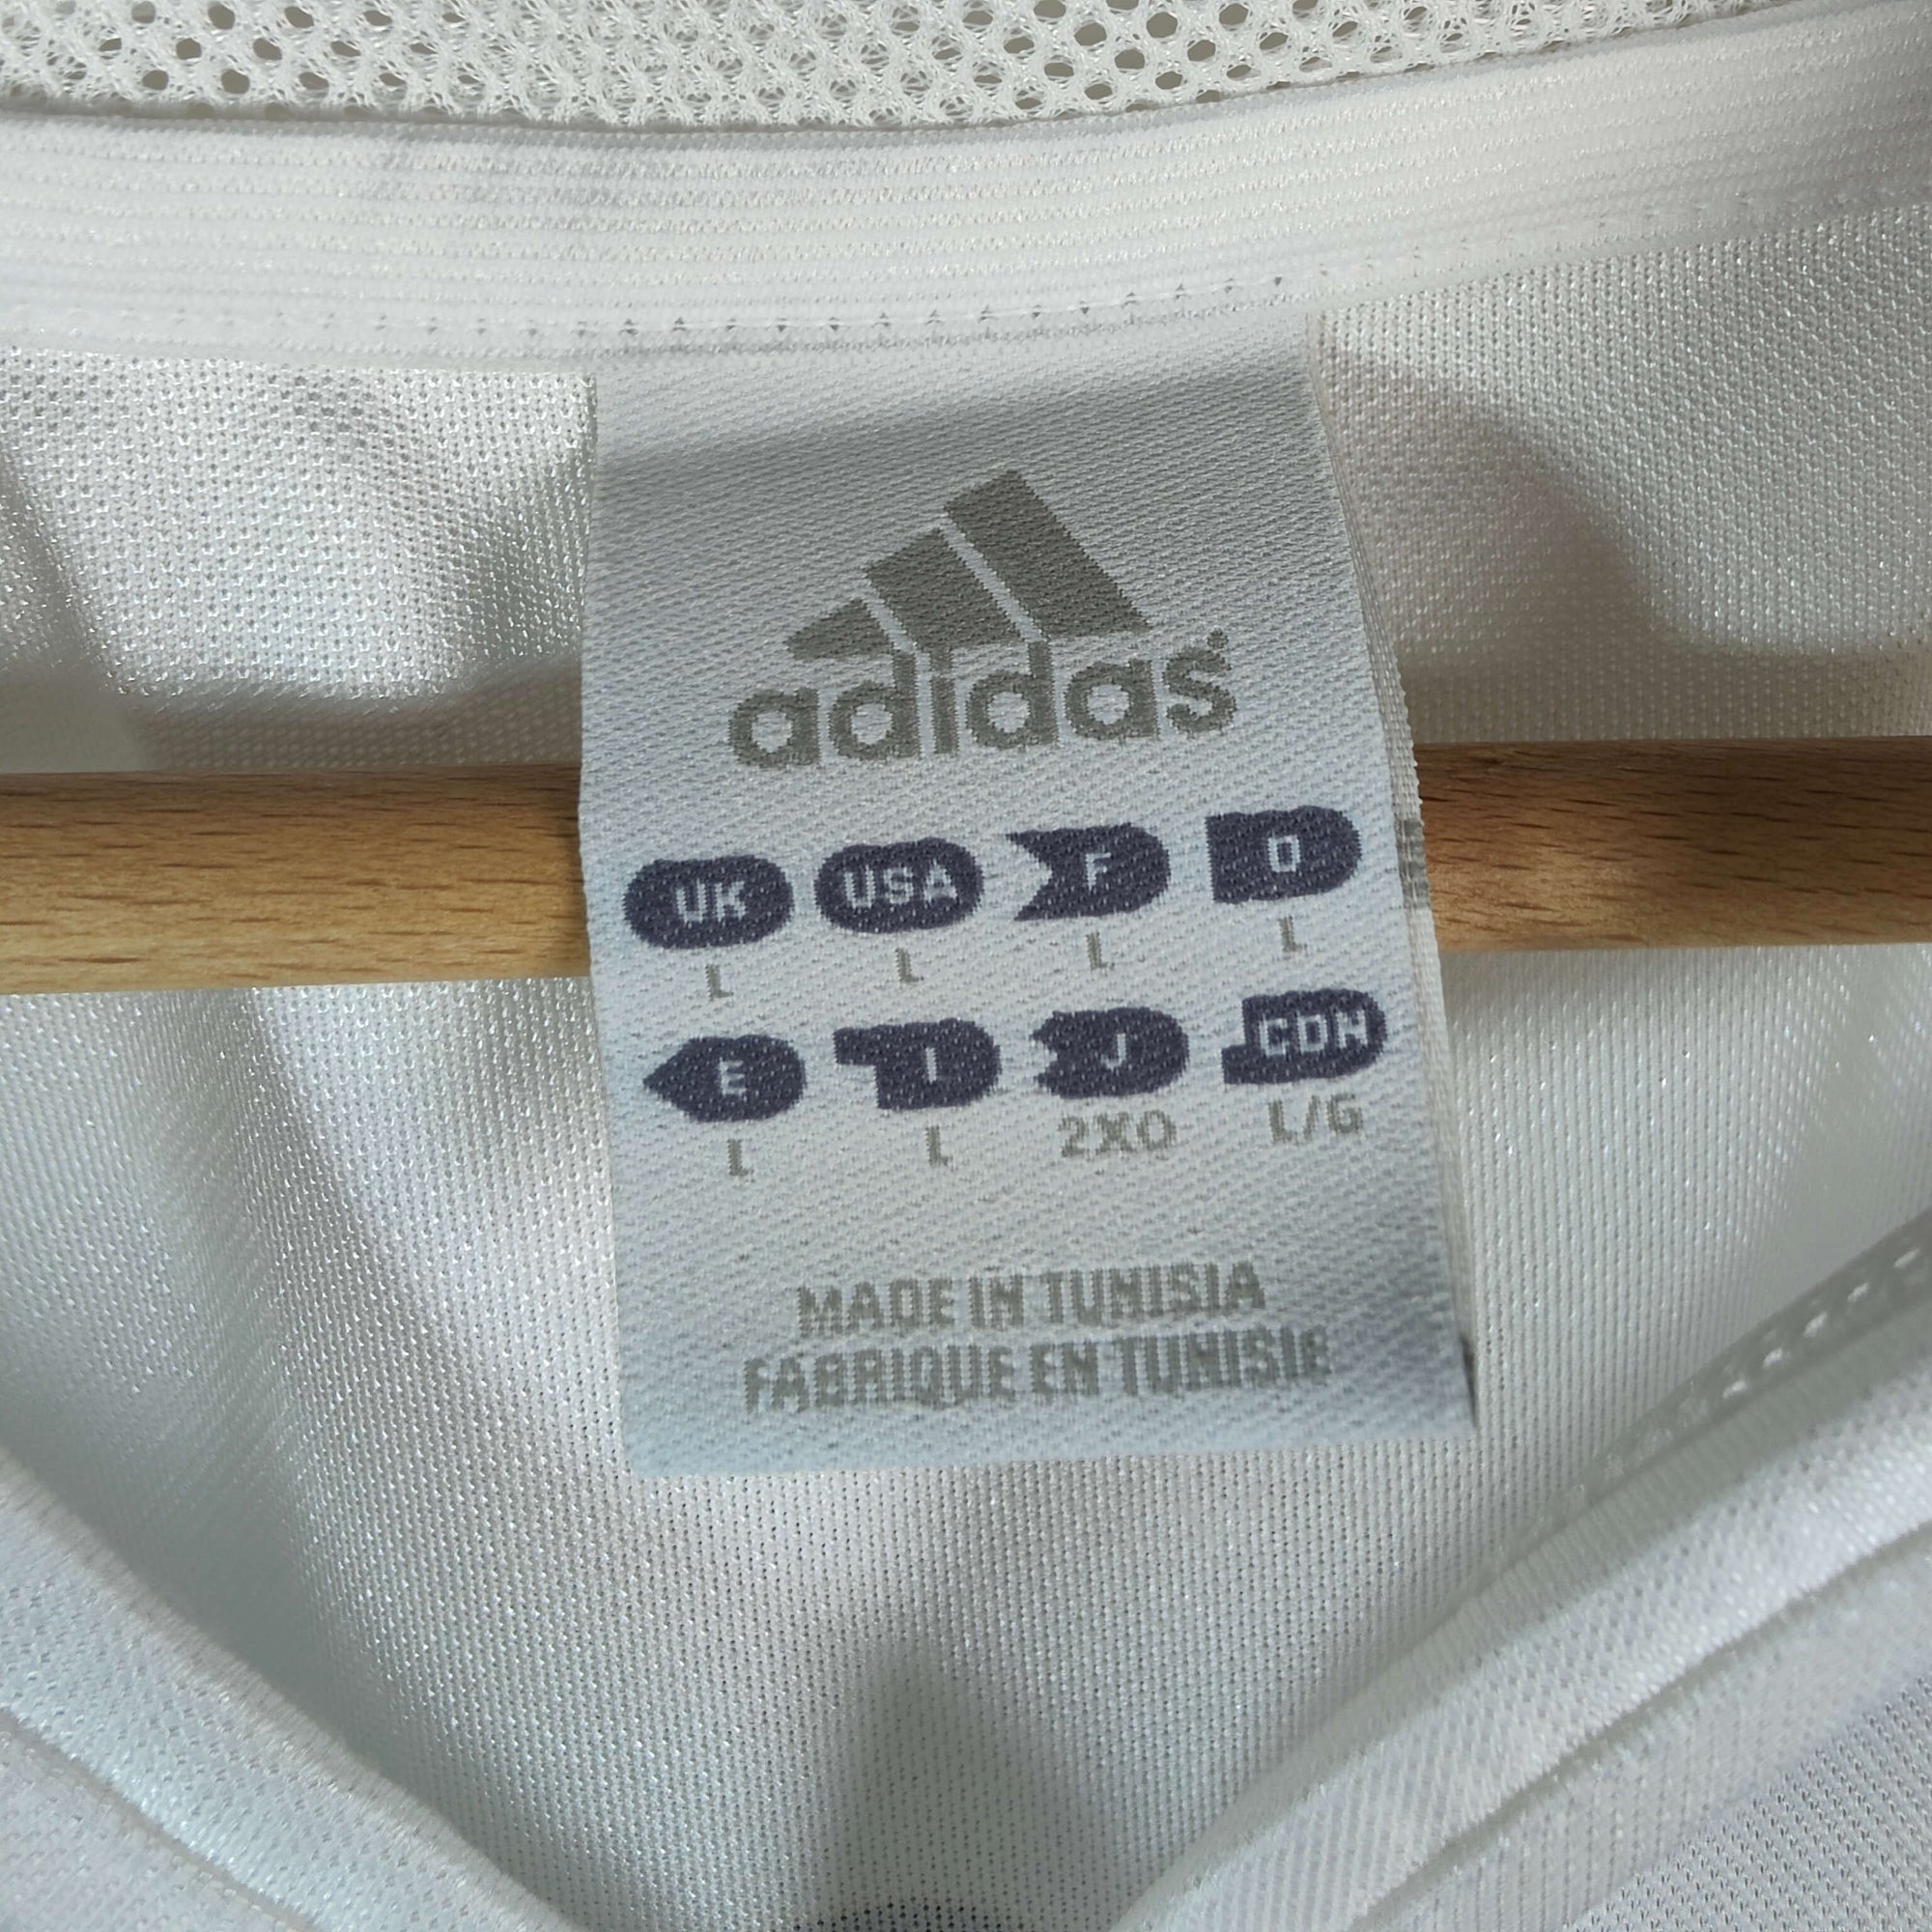 adidas
UK USA F D
L L L L
E I J CDN
L L 2XO L/G
MADE IN TUNISIA
FABRIQUE EN TUNISIE